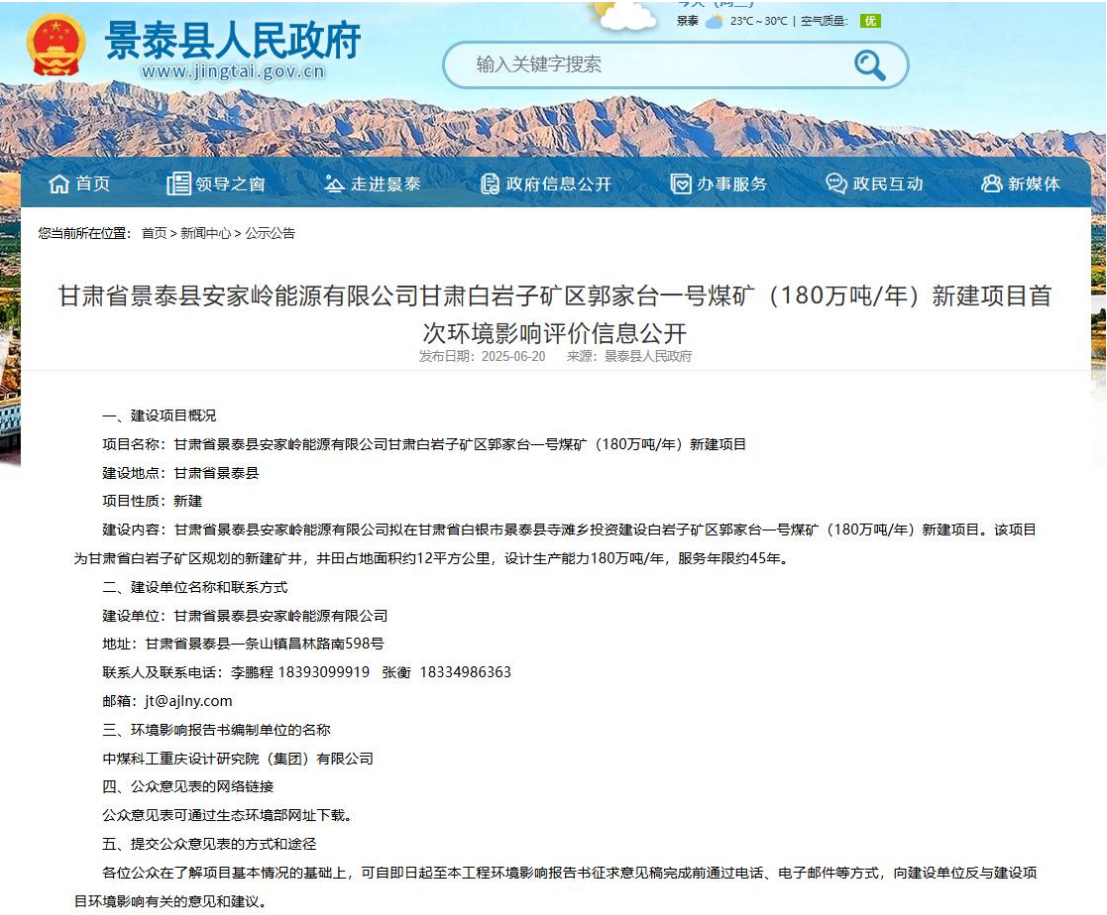 景泰县人民政府
www.jingtai.gov.cn
景泰 23℃~30℃ | 空气质量: 优
输入关键字搜索
首页 领导之窗 走进景泰 政府信息公开 办事服务 政民互动 新媒体
您当前所在位置: 首页 > 新闻中心 > 公示公告
甘肃省景泰县安家岭能源有限公司甘肃白岩子矿区郭家台一号煤矿（180万吨/年）新建项目首
次环境影响评价信息公开
发布日期: 2025-06-20 来源: 景泰县人民政府
一、建设项目概况
项目名称：甘肃省景泰县安家岭能源有限公司甘肃白岩子矿区郭家台一号煤矿（180万吨/年）新建项目
建设地点：甘肃省景泰县
项目性质：新建
建设内容：甘肃省景泰县安家岭能源有限公司拟在甘肃省白银市景泰县寺滩乡投资建设白岩子矿区郭家台一号煤矿（180万吨/年）新建项目。该项目
为甘肃省白岩子矿区规划的新建矿井，井田占地面积约12平方公里，设计生产能力180万吨/年，服务年限约45年。
二、建设单位名称和联系方式
建设单位：甘肃省景泰县安家岭能源有限公司
地址：甘肃省景泰县一条山镇昌林路南598号
联系人及联系电话：李鹏程 18393099919 张衡 18334986363
邮箱：jt@ajlny.com
三、环境影响报告书编制单位的名称
中煤科工重庆设计研究院（集团）有限公司
四、公众意见表的网络链接
公众意见表可通过生态环境部网址下载。
五、提交公众意见表的方式和途径
各位公众在了解项目基本情况的基础上，可自即日起至本工程环境影响报告书征求意见稿完成前通过电话、电子邮件等方式，向建设单位反与建设项
目环境影响有关的意见和建议。